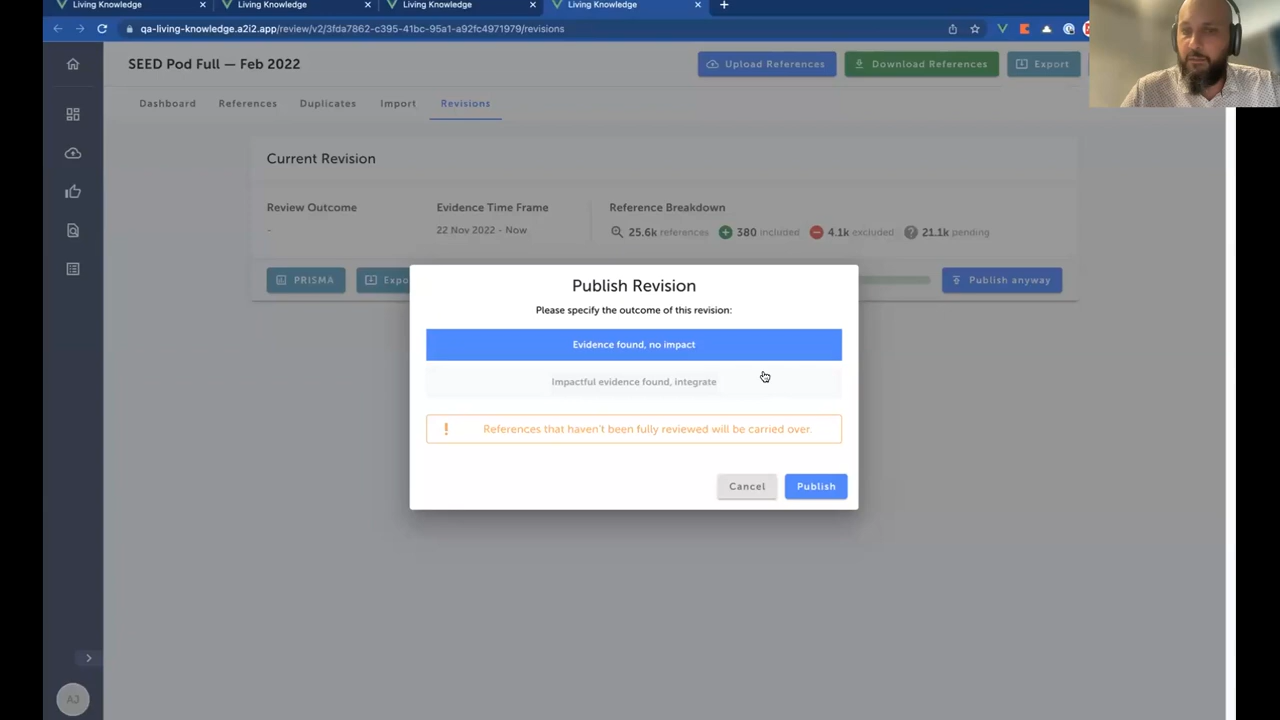 Living Knowledge
Living Knowledge
Living Knowledge
Living Knowledge
qa-living-knowledge.a2i2.app/review/v2/3fda7862-c395-41bc-95a1-a92fc4971979/revisions
SEED Pod Full — Feb 2022
Upload References
Download References
Export
Dashboard
References
Duplicates
Import
Revisions
Current Revision
Review Outcome
Evidence Time Frame
Reference Breakdown
-
22 Nov 2022 - Now
25.6k references
380 included
4.1k excluded
21.1k pending
PRISMA
Expo
Publish anyway
Publish Revision
Please specify the outcome of this revision:
Evidence found, no impact
Impactful evidence found, integrate
! References that haven't been fully reviewed will be carried over.
Cancel
Publish
AJ